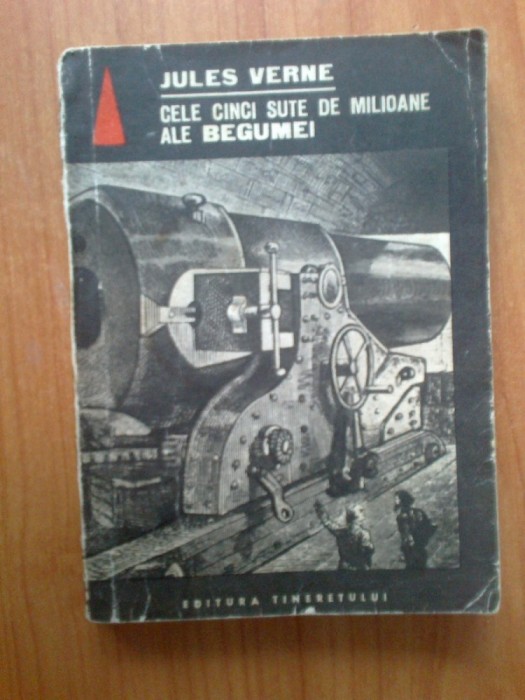 JULES VERNE
CELE CINCI SUTE DE MILIOANE
ALE BEGUMEI
EDITURA TINERETULUI